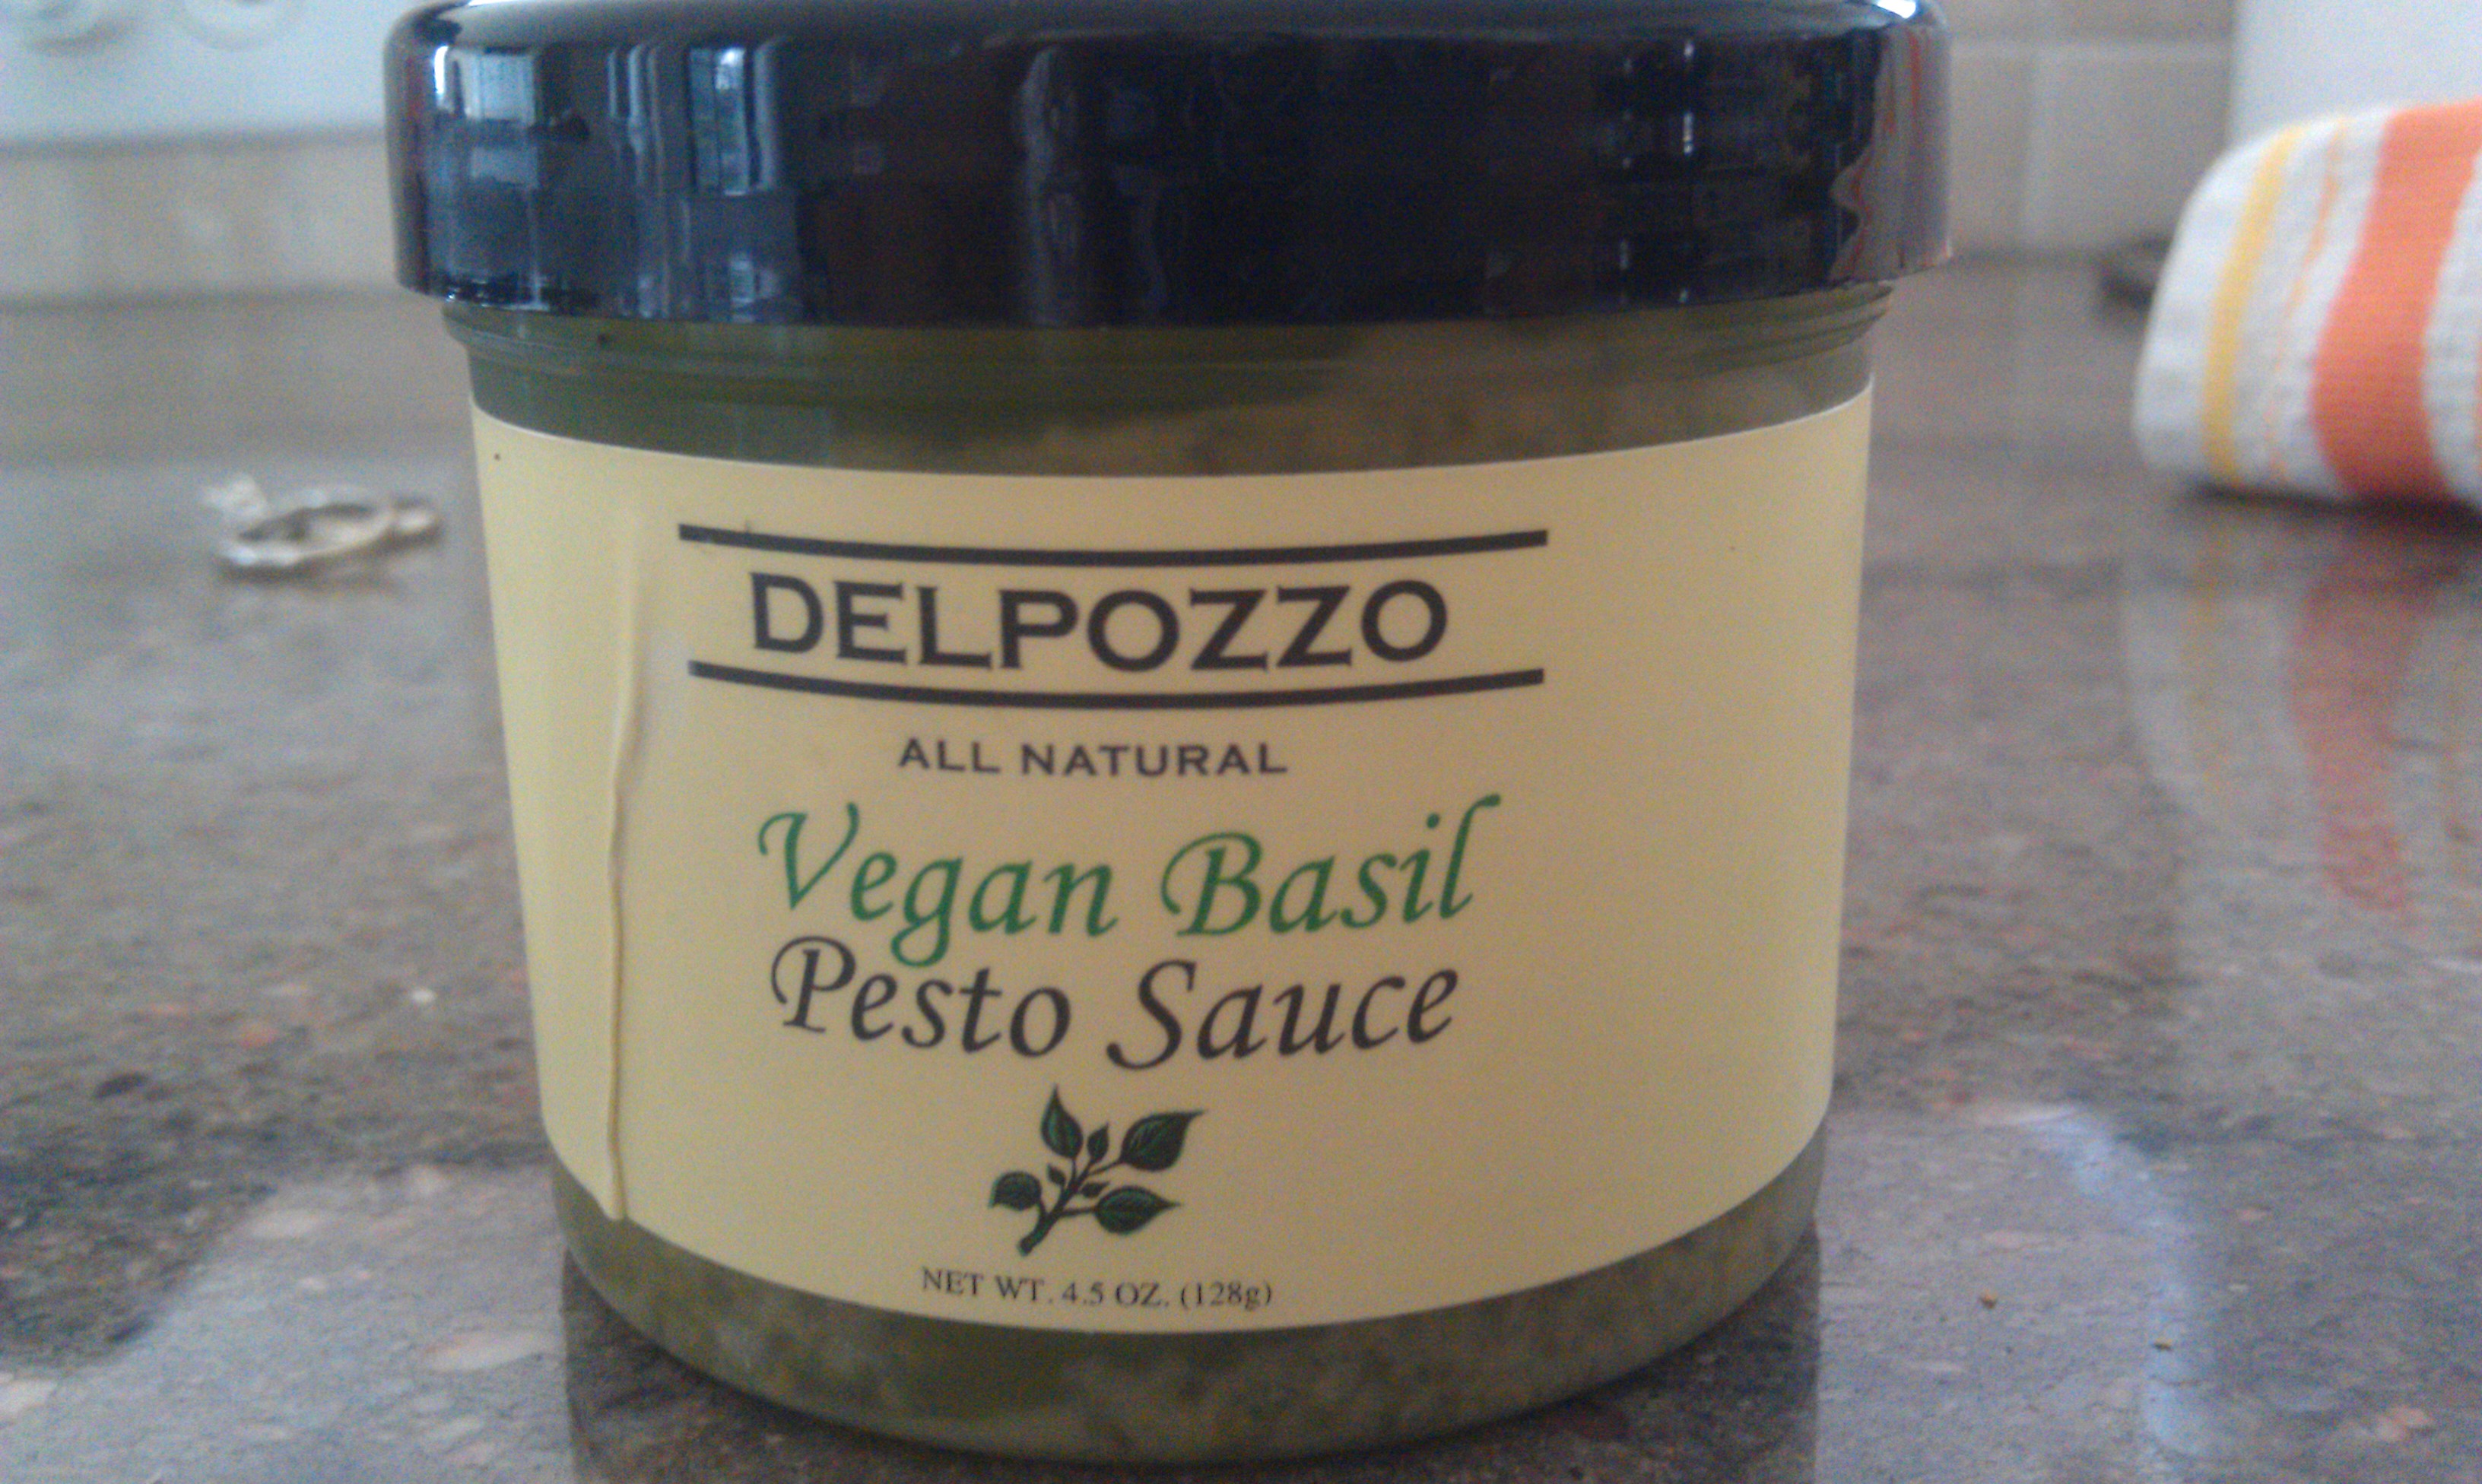 DELPOZZO
ALL NATURAL
Vegan Basil
Pesto Sauce
NET WT. 4.5 OZ. (128g)